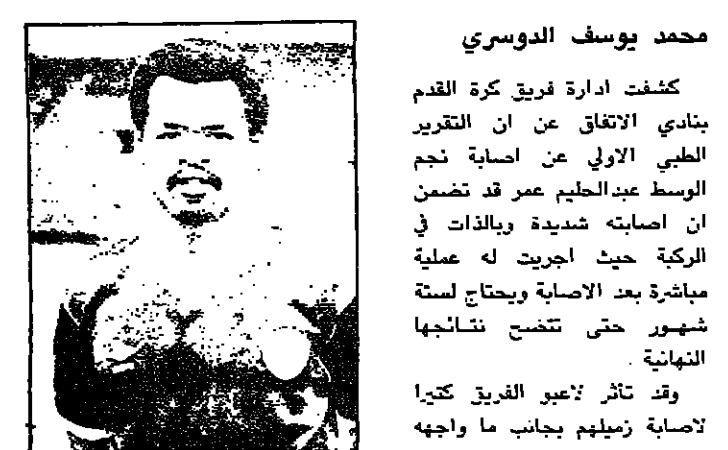 محمد يوسف الدوسري
كشفت ادارة فريق كرة القدم
بنادي الاتفاق عن ان التقرير
الطبي الاولي عن اصابة نجم
الوسط عبدالحليم عمر قد تضمن
ان اصابته شديدة وبالذات في
الركبة حيث اجريت له عملية
مباشرة بعد الاصابة ويحتاج لستة
شهور حتى تتضح نتائجها
النهائية .
وقد تأثر لاعبو الفريق كثيرا
لاصابة زميلهم بجانب ما واجهه